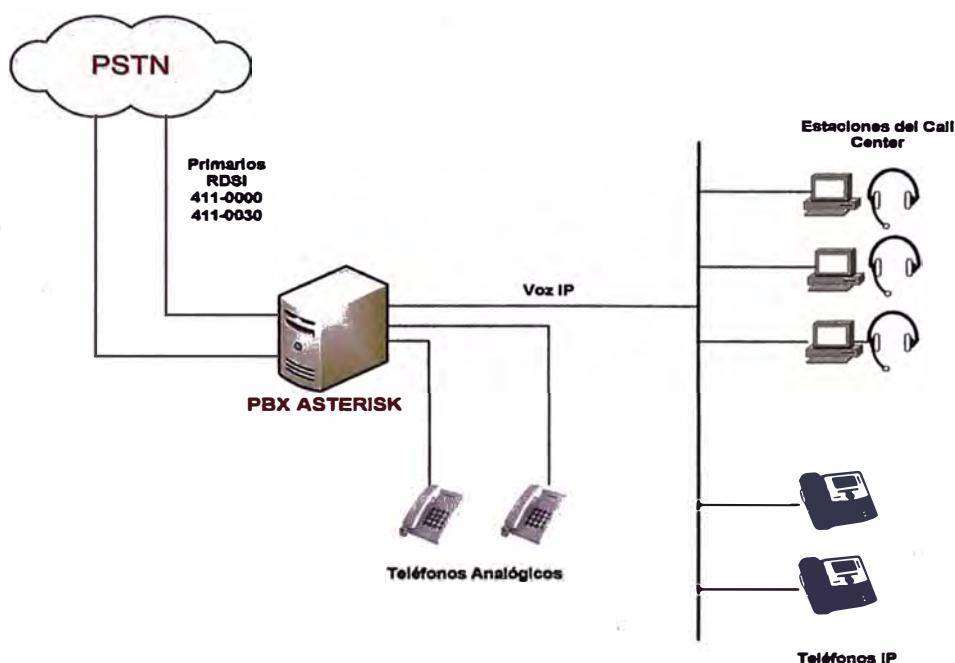 PSTN
Primarios
RDSI
411-0000
411-0030
Estaciones del Call
Center
Voz IP
PBX ASTERISK
Teléfonos Analógicos
Teléfonos IP